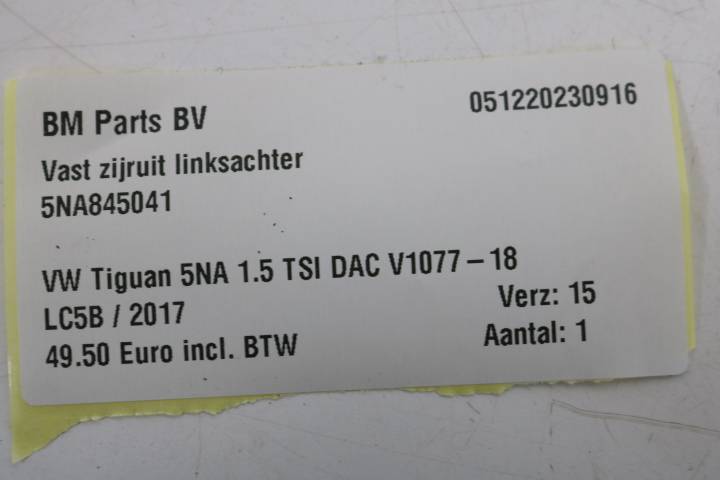 BM Parts BV
051220230916
Vast zijruit linksachter
5NA845041
VW Tiguan 5NA 1.5 TSI DAC V1077-18
LC5B / 2017
Verz: 15
49.50 Euro incl. BTW
Aantal: 1